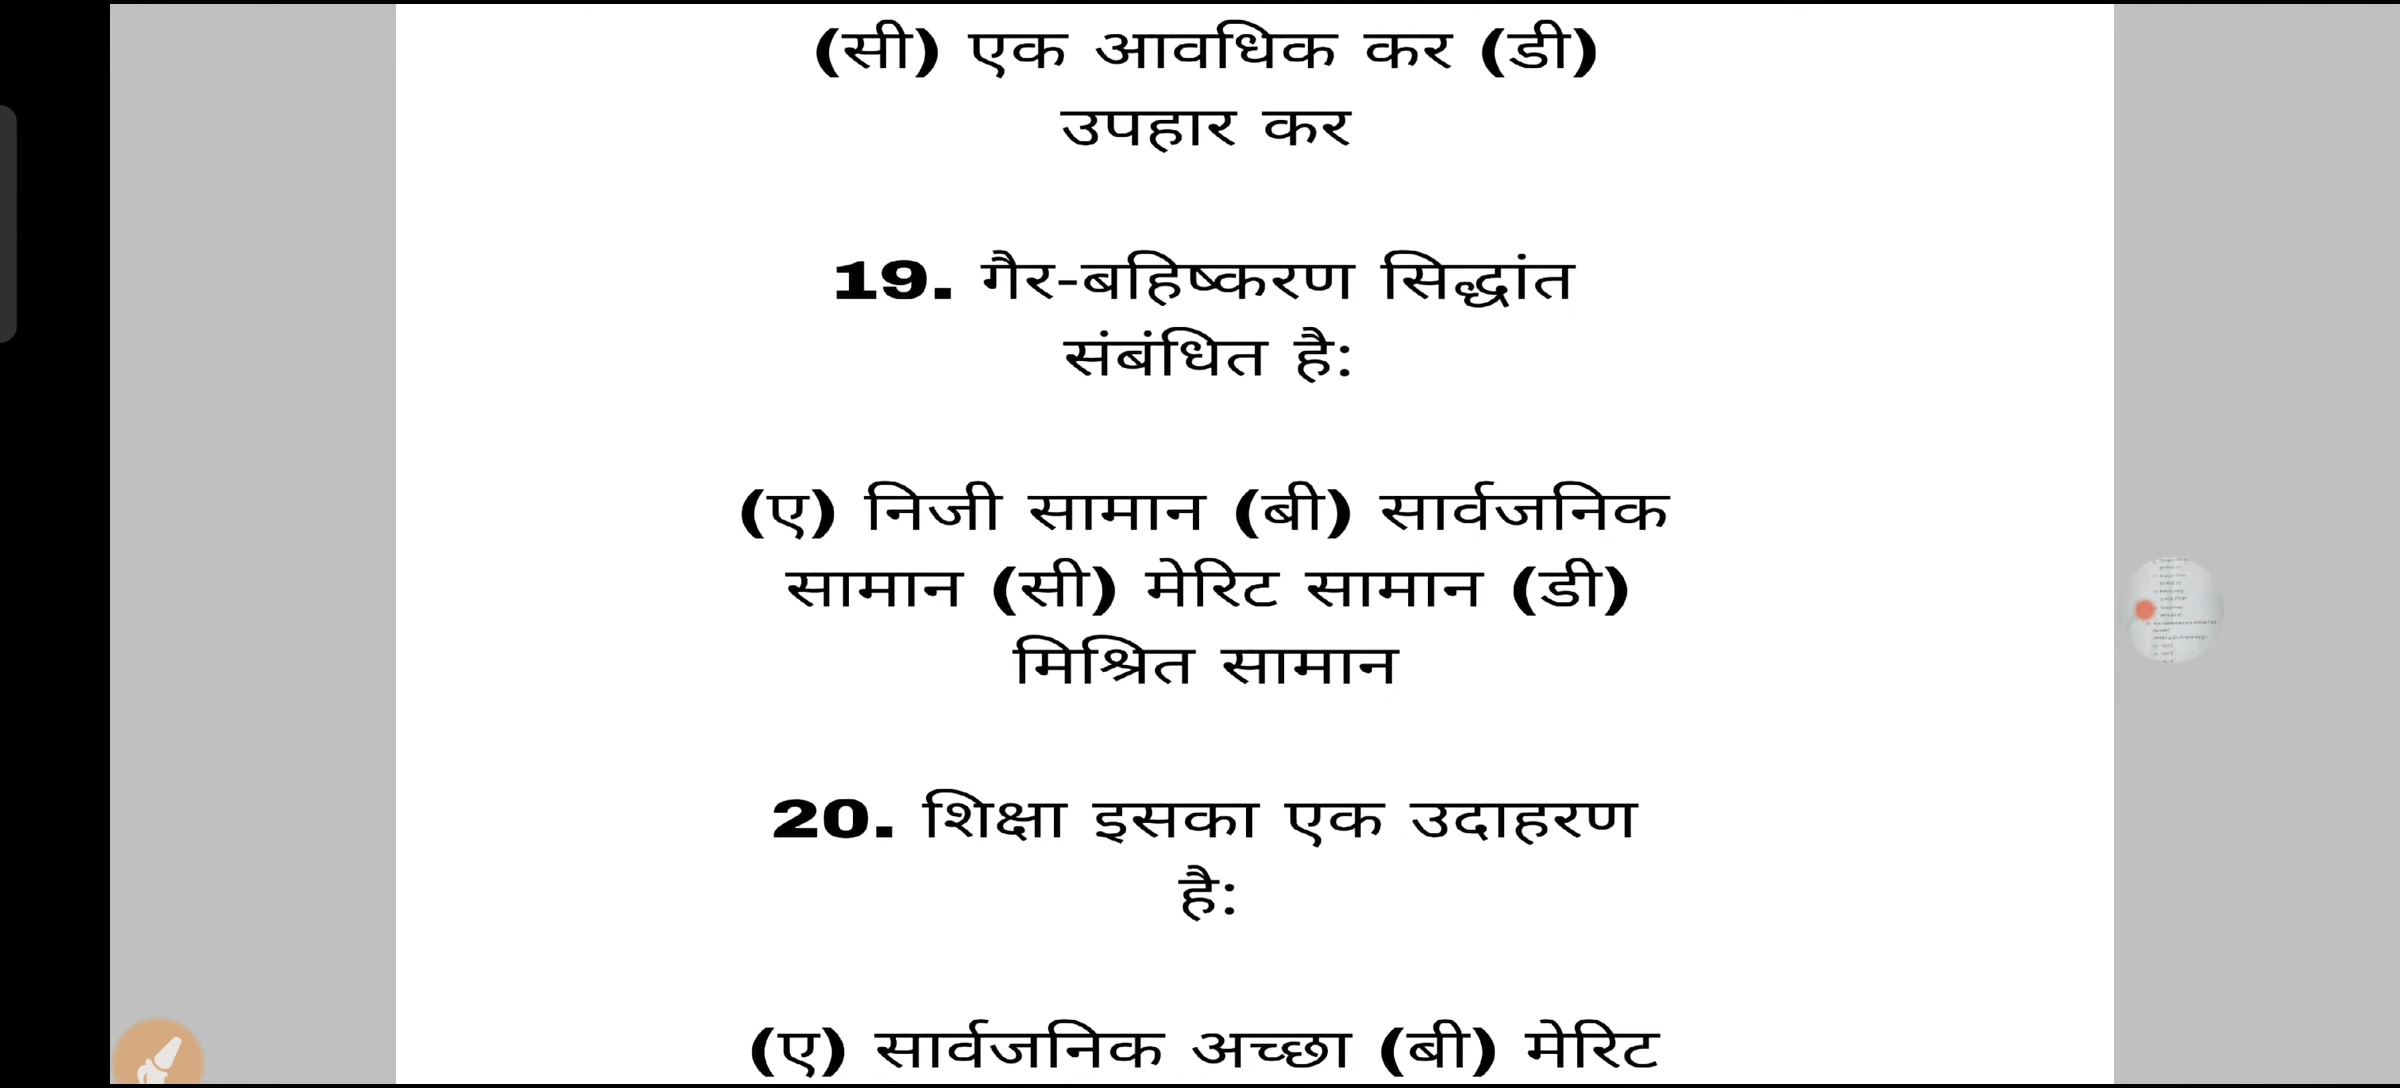 (सी) एक आवधिक कर (डी)
उपहार कर
19. गैर-बहिष्करण सिद्धांत
संबंधित है:
(ए) निजी सामान (बी) सार्वजनिक
सामान (सी) मेरिट सामान (डी)
मिश्रित सामान
20. शिक्षा इसका एक उदाहरण
है:
(ए) सार्वजनिक अच्छा (बी) मेरिट